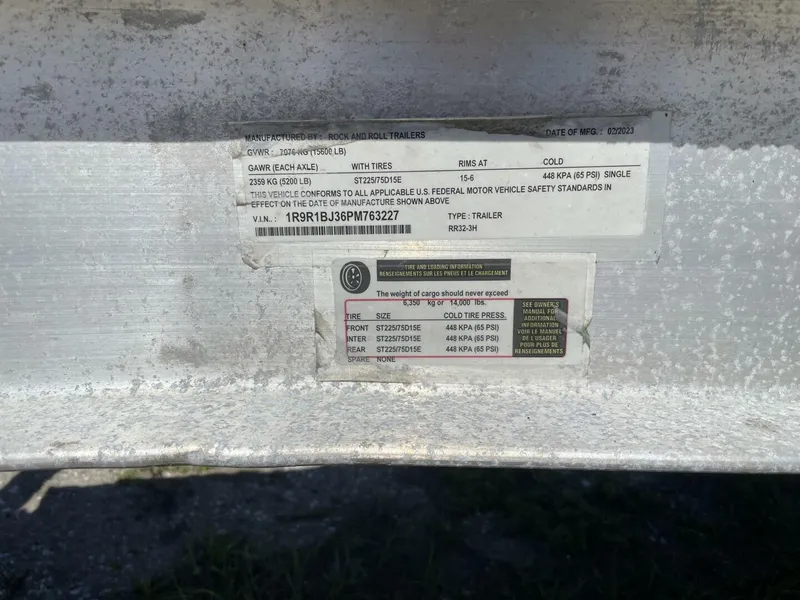 MANUFACTURED BY : ROCK AND ROLL TRAILERS DATE OF MFG. : 02/2023
GVWR : 7076 KG (15600 LB)
GAWR (EACH AXLE) WITH TIRES RIMS AT COLD
2359 KG (5200 LB) ST225/75D15E 15-6 448 KPA (65 PSI) SINGLE
THIS VEHICLE CONFORMS TO ALL APPLICABLE U.S. FEDERAL MOTOR VEHICLE SAFETY STANDARDS IN
EFFECT ON THE DATE OF MANUFACTURE SHOWN ABOVE
V.I.N.: 1R9R1BJ36PM763227 TYPE : TRAILER
RR32-3H
TIRE AND LOADING INFORMATION
RENSEIGNEMENTS SUR LES PNEUS ET LE CHARGEMENT
The weight of cargo should never exceed
6,350 kg or 14,000 lbs.
TIRE SIZE COLD TIRE PRESS.
FRONT ST225/75D15E 448 KPA (65 PSI)
INTER ST225/75D15E 448 KPA (65 PSI)
REAR ST225/75D15E 448 KPA (65 PSI)
SPARE NONE
SEE OWNER'S
MANUAL FOR
ADDITIONAL
INFORMATION
VOIR LE MANUEL
DE L'USAGER
POUR PLUS DE
RENSEIGNEMENTS